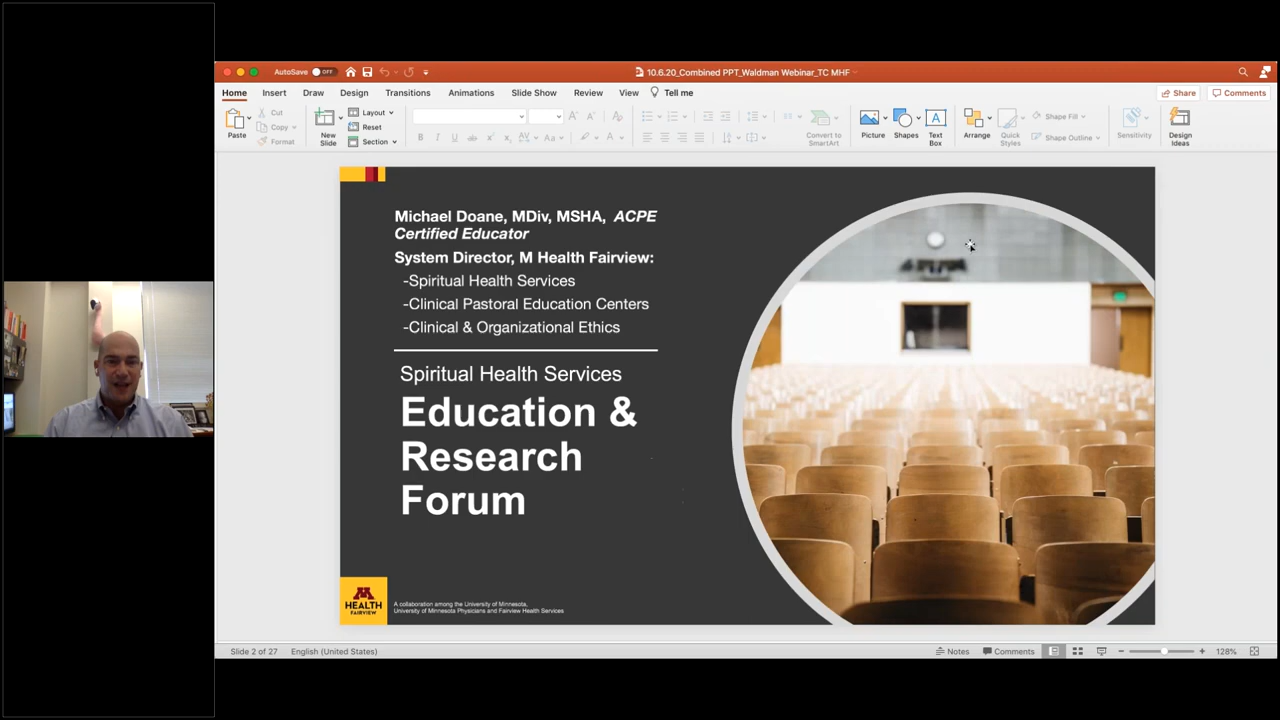 AutoSave OFF
10.6.20_Combined PPT_Waldman Webinar_TC MHF
Home Insert Draw Design Transitions Animations Slide Show Review View Tell me
Share Comments
Paste
Cut
Copy
Format
New Slide
Layout
Reset
Section
Convert to SmartArt
Picture
Shapes
Text Box
Arrange
Quick Styles
Shape Fill
Shape Outline
Sensitivity
Design Ideas
Michael Doane, MDiv, MSHA, ACPE
Certified Educator
System Director, M Health Fairview:
-Spiritual Health Services
-Clinical Pastoral Education Centers
-Clinical & Organizational Ethics
Spiritual Health Services
Education &
Research
Forum
M
HEALTH
FAIRVIEW
A collaboration among the University of Minnesota,
University of Minnesota Physicians and Fairview Health Services
Slide 2 of 27 English (United States) Notes Comments 128%